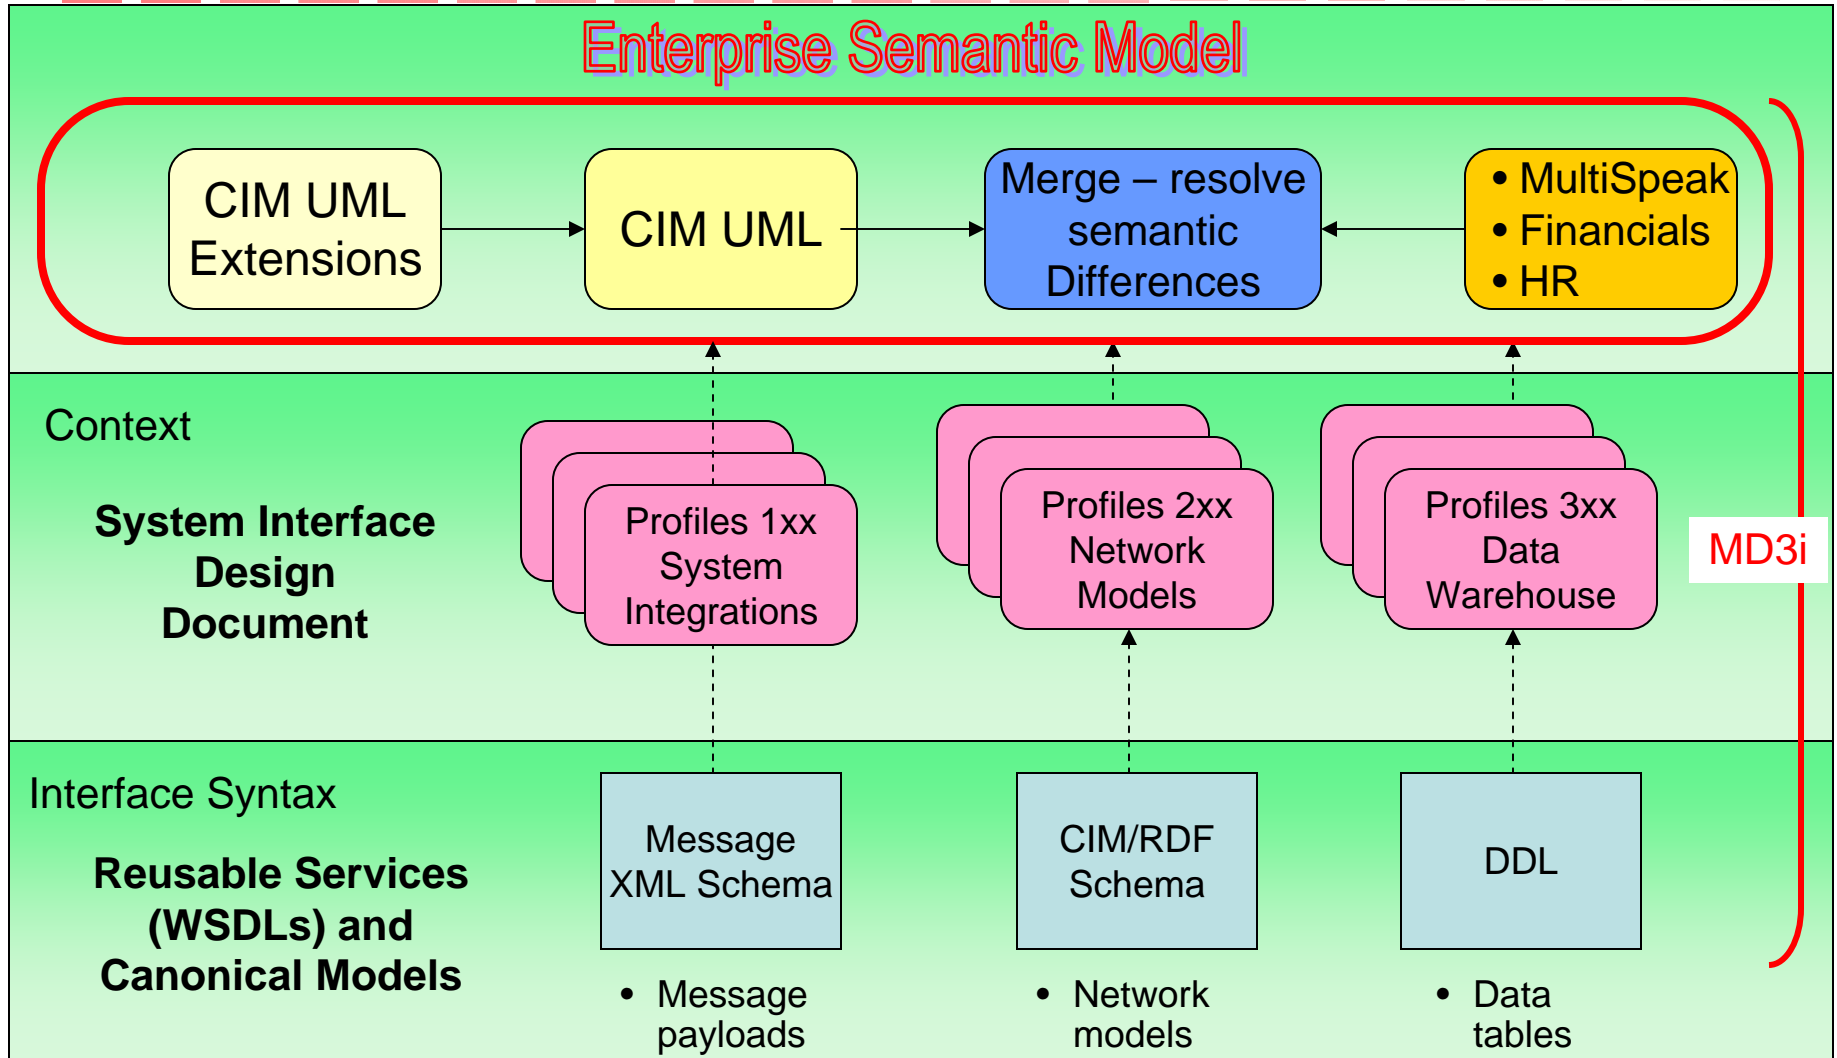 Enterprise Semantic Model
CIM UML
Extensions
CIM UML
Merge – resolve
semantic
Differences
• MultiSpeak
• Financials
• HR
Context
System Interface
Design
Document
Profiles 1xx
System
Integrations
Profiles 2xx
Network
Models
Profiles 3xx
Data
Warehouse
MD3i
Interface Syntax
Reusable Services
(WSDLs) and
Canonical Models
Message
XML Schema
CIM/RDF
Schema
DDL
• Message
payloads
• Network
models
• Data
tables